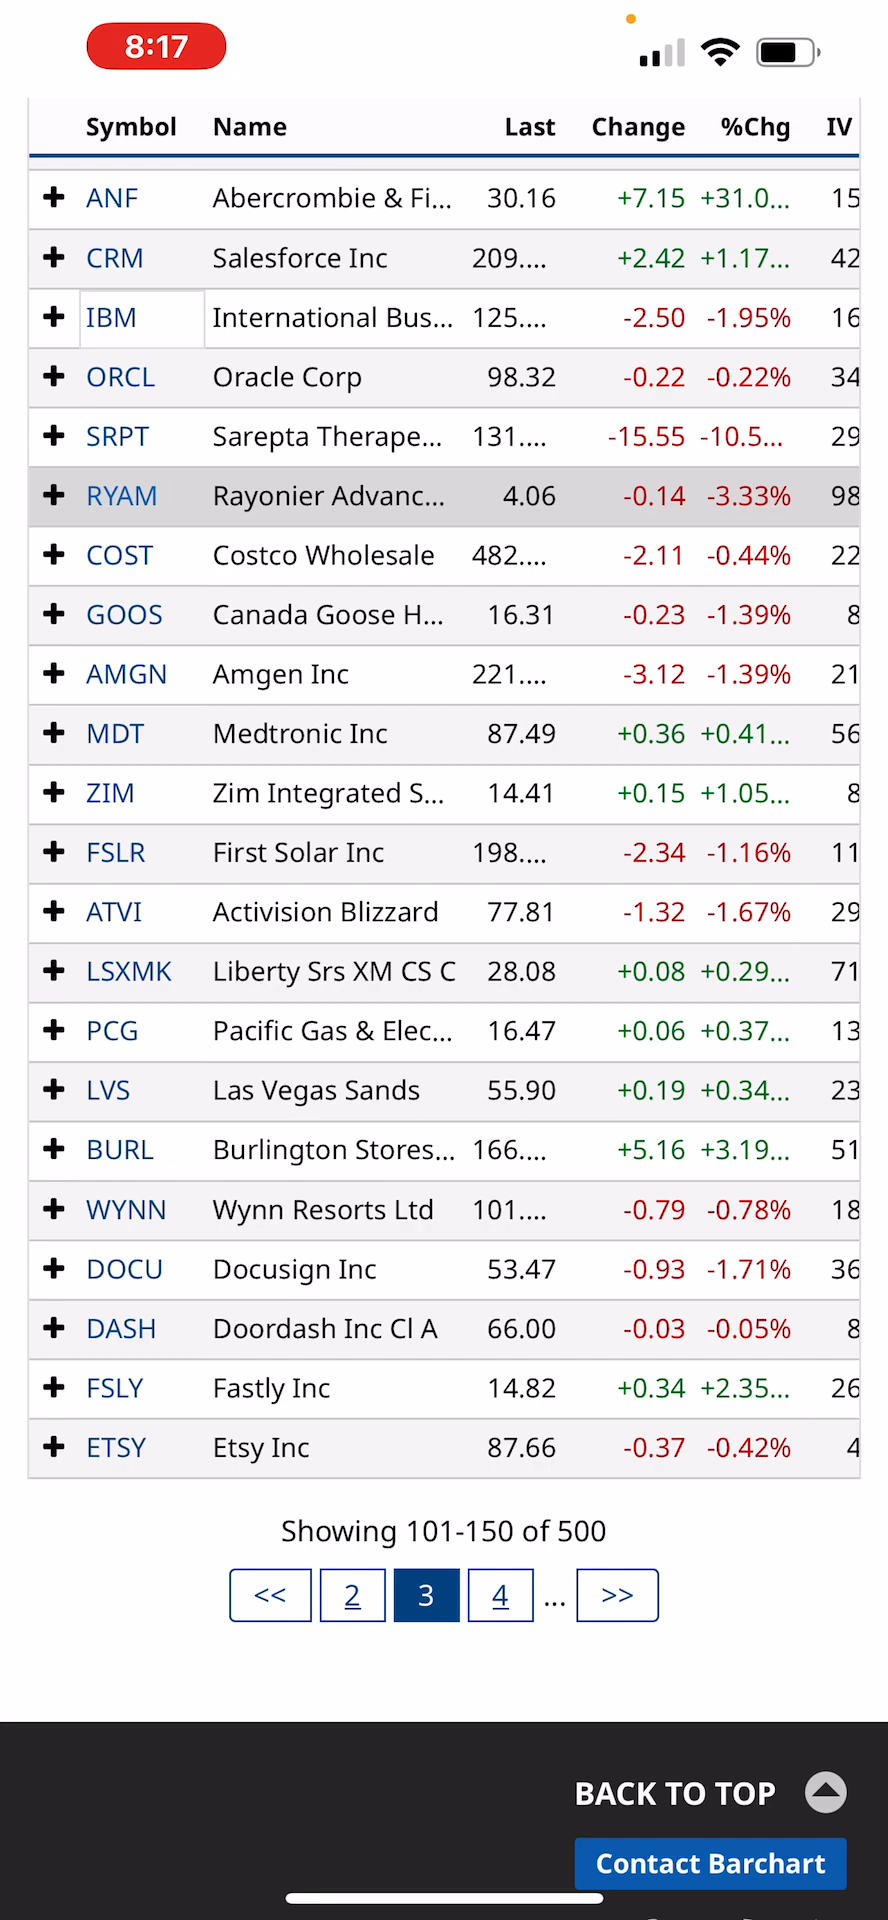 8:17
Symbol Name Last Change %Chg IV
+ ANF Abercrombie & Fi... 30.16 +7.15 +31.0... 15
+ CRM Salesforce Inc 209.... +2.42 +1.17... 42
+ IBM International Bus... 125.... -2.50 -1.95% 16
+ ORCL Oracle Corp 98.32 -0.22 -0.22% 34
+ SRPT Sarepta Therape... 131.... -15.55 -10.5... 29
+ RYAM Rayonier Advanc... 4.06 -0.14 -3.33% 98
+ COST Costco Wholesale 482.... -2.11 -0.44% 22
+ GOOS Canada Goose H... 16.31 -0.23 -1.39% 8
+ AMGN Amgen Inc 221.... -3.12 -1.39% 21
+ MDT Medtronic Inc 87.49 +0.36 +0.41... 56
+ ZIM Zim Integrated S... 14.41 +0.15 +1.05... 8
+ FSLR First Solar Inc 198.... -2.34 -1.16% 11
+ ATVI Activision Blizzard 77.81 -1.32 -1.67% 29
+ LSXMK Liberty Srs XM CS C 28.08 +0.08 +0.29... 71
+ PCG Pacific Gas & Elec... 16.47 +0.06 +0.37... 13
+ LVS Las Vegas Sands 55.90 +0.19 +0.34... 23
+ BURL Burlington Stores... 166.... +5.16 +3.19... 51
+ WYNN Wynn Resorts Ltd 101.... -0.79 -0.78% 18
+ DOCU Docusign Inc 53.47 -0.93 -1.71% 36
+ DASH Doordash Inc Cl A 66.00 -0.03 -0.05% 8
+ FSLY Fastly Inc 14.82 +0.34 +2.35... 26
+ ETSY Etsy Inc 87.66 -0.37 -0.42% 4
Showing 101-150 of 500
<< 2 3 4 ... >>
BACK TO TOP
Contact Barchart